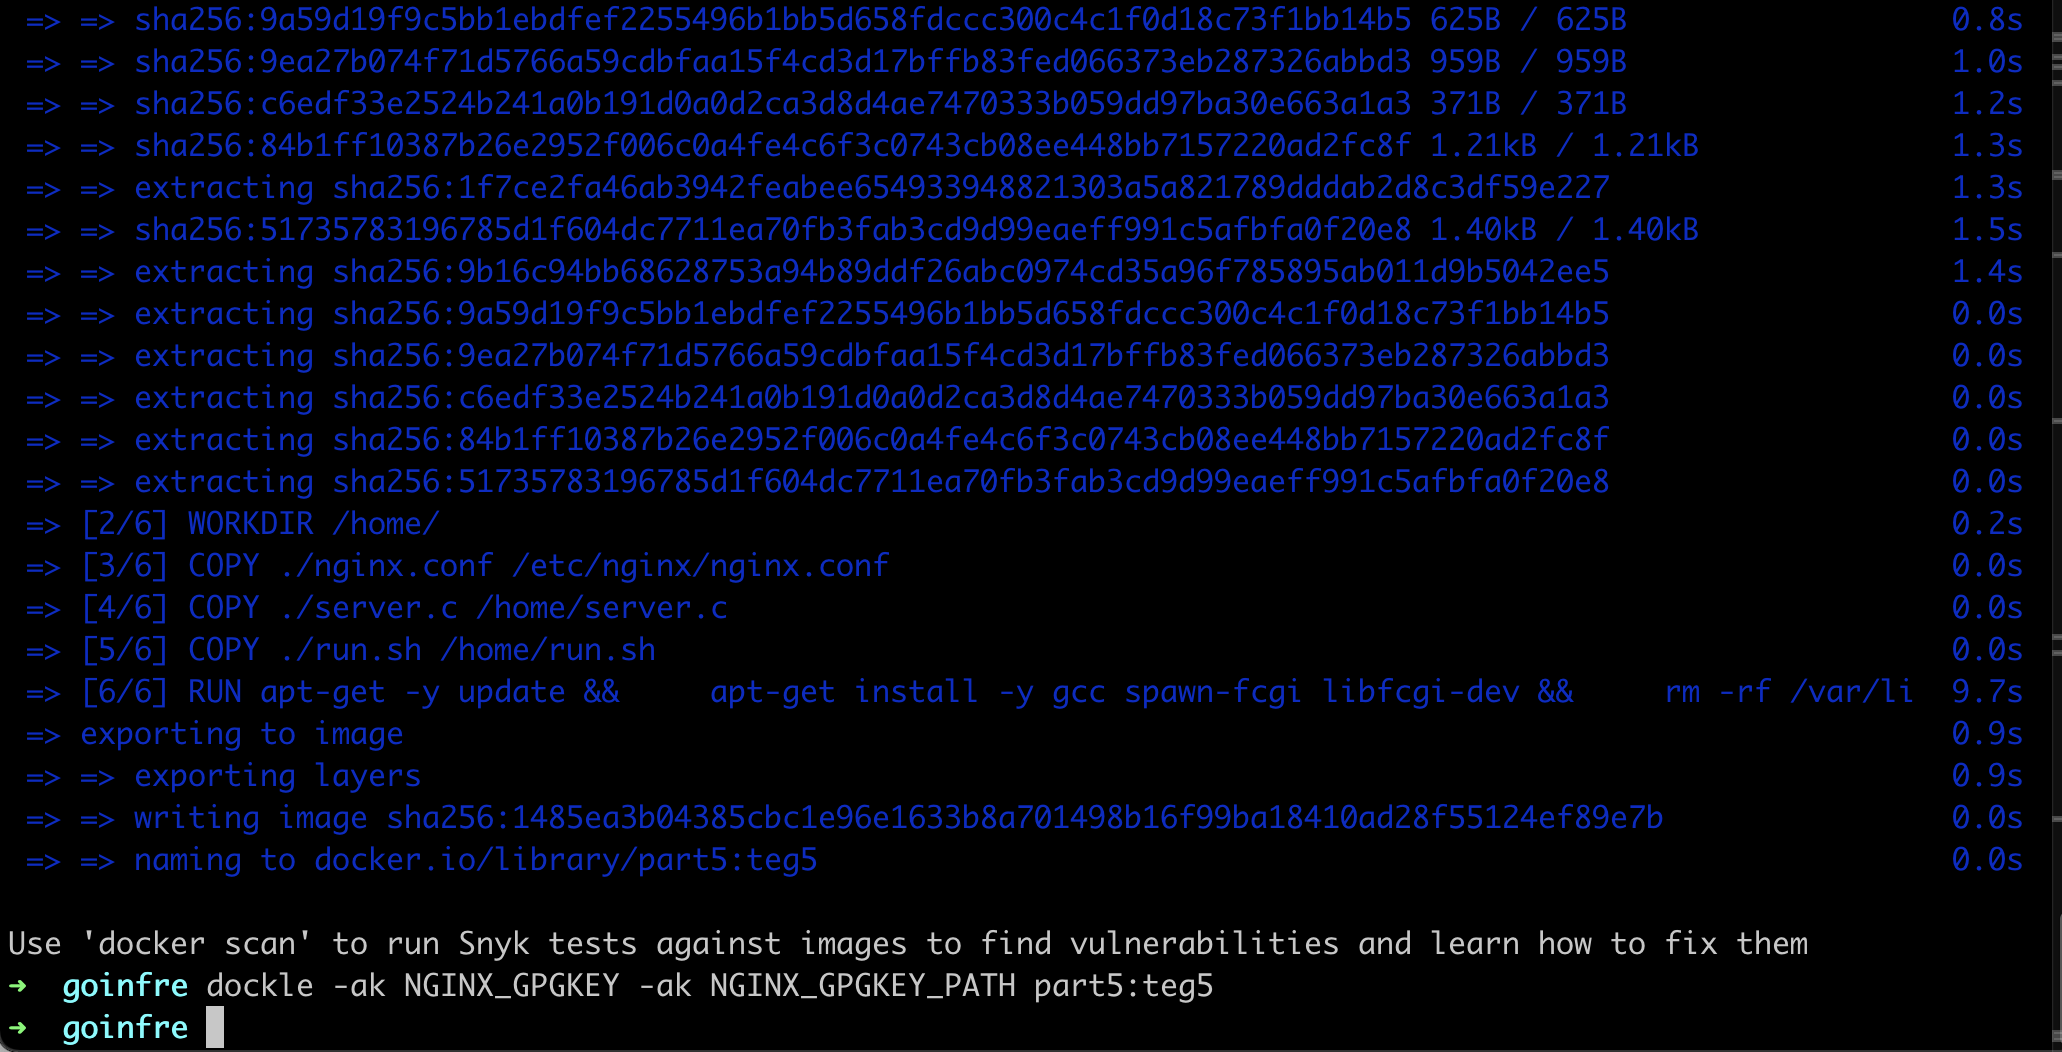 => => sha256:9a59d19f9c5bb1ebdfef2255496b1bb5d658fdccc300c4c1f0d18c73f1bb14b5 625B / 625B 0.8s
=> => sha256:9ea27b074f71d5766a59cdbfaa15f4cd3d17bffb83fed066373eb287326abbd3 959B / 959B 1.0s
=> => sha256:c6edf33e2524b241a0b191d0a0d2ca3d8d4ae7470333b059dd97ba30e663a1a3 371B / 371B 1.2s
=> => sha256:84b1ff10387b26e2952f006c0a4fe4c6f3c0743cb08ee448bb7157220ad2fc8f 1.21kB / 1.21kB 1.3s
=> => extracting sha256:1f7ce2fa46ab3942feabee654933948821303a5a821789dddab2d8c3df59e227 1.3s
=> => sha256:51735783196785d1f604dc7711ea70fb3fab3cd9d99eaeff991c5afbfa0f20e8 1.40kB / 1.40kB 1.5s
=> => extracting sha256:9b16c94bb68628753a94b89ddf26abc0974cd35a96f785895ab011d9b5042ee5 1.4s
=> => extracting sha256:9a59d19f9c5bb1ebdfef2255496b1bb5d658fdccc300c4c1f0d18c73f1bb14b5 0.0s
=> => extracting sha256:9ea27b074f71d5766a59cdbfaa15f4cd3d17bffb83fed066373eb287326abbd3 0.0s
=> => extracting sha256:c6edf33e2524b241a0b191d0a0d2ca3d8d4ae7470333b059dd97ba30e663a1a3 0.0s
=> => extracting sha256:84b1ff10387b26e2952f006c0a4fe4c6f3c0743cb08ee448bb7157220ad2fc8f 0.0s
=> => extracting sha256:51735783196785d1f604dc7711ea70fb3fab3cd9d99eaeff991c5afbfa0f20e8 0.0s
=> [2/6] WORKDIR /home/ 0.2s
=> [3/6] COPY ./nginx.conf /etc/nginx/nginx.conf 0.0s
=> [4/6] COPY ./server.c /home/server.c 0.0s
=> [5/6] COPY ./run.sh /home/run.sh 0.0s
=> [6/6] RUN apt-get -y update &&     apt-get install -y gcc spawn-fcgi libfcgi-dev &&     rm -rf /var/li 9.7s
=> exporting to image 0.9s
=> => exporting layers 0.9s
=> => writing image sha256:1485ea3b04385cbc1e96e1633b8a701498b16f99ba18410ad28f55124ef89e7b 0.0s
=> => naming to docker.io/library/part5:teg5 0.0s
Use 'docker scan' to run Snyk tests against images to find vulnerabilities and learn how to fix them
➜ goinfre dockle -ak NGINX_GPGKEY -ak NGINX_GPGKEY_PATH part5:teg5
➜ goinfre